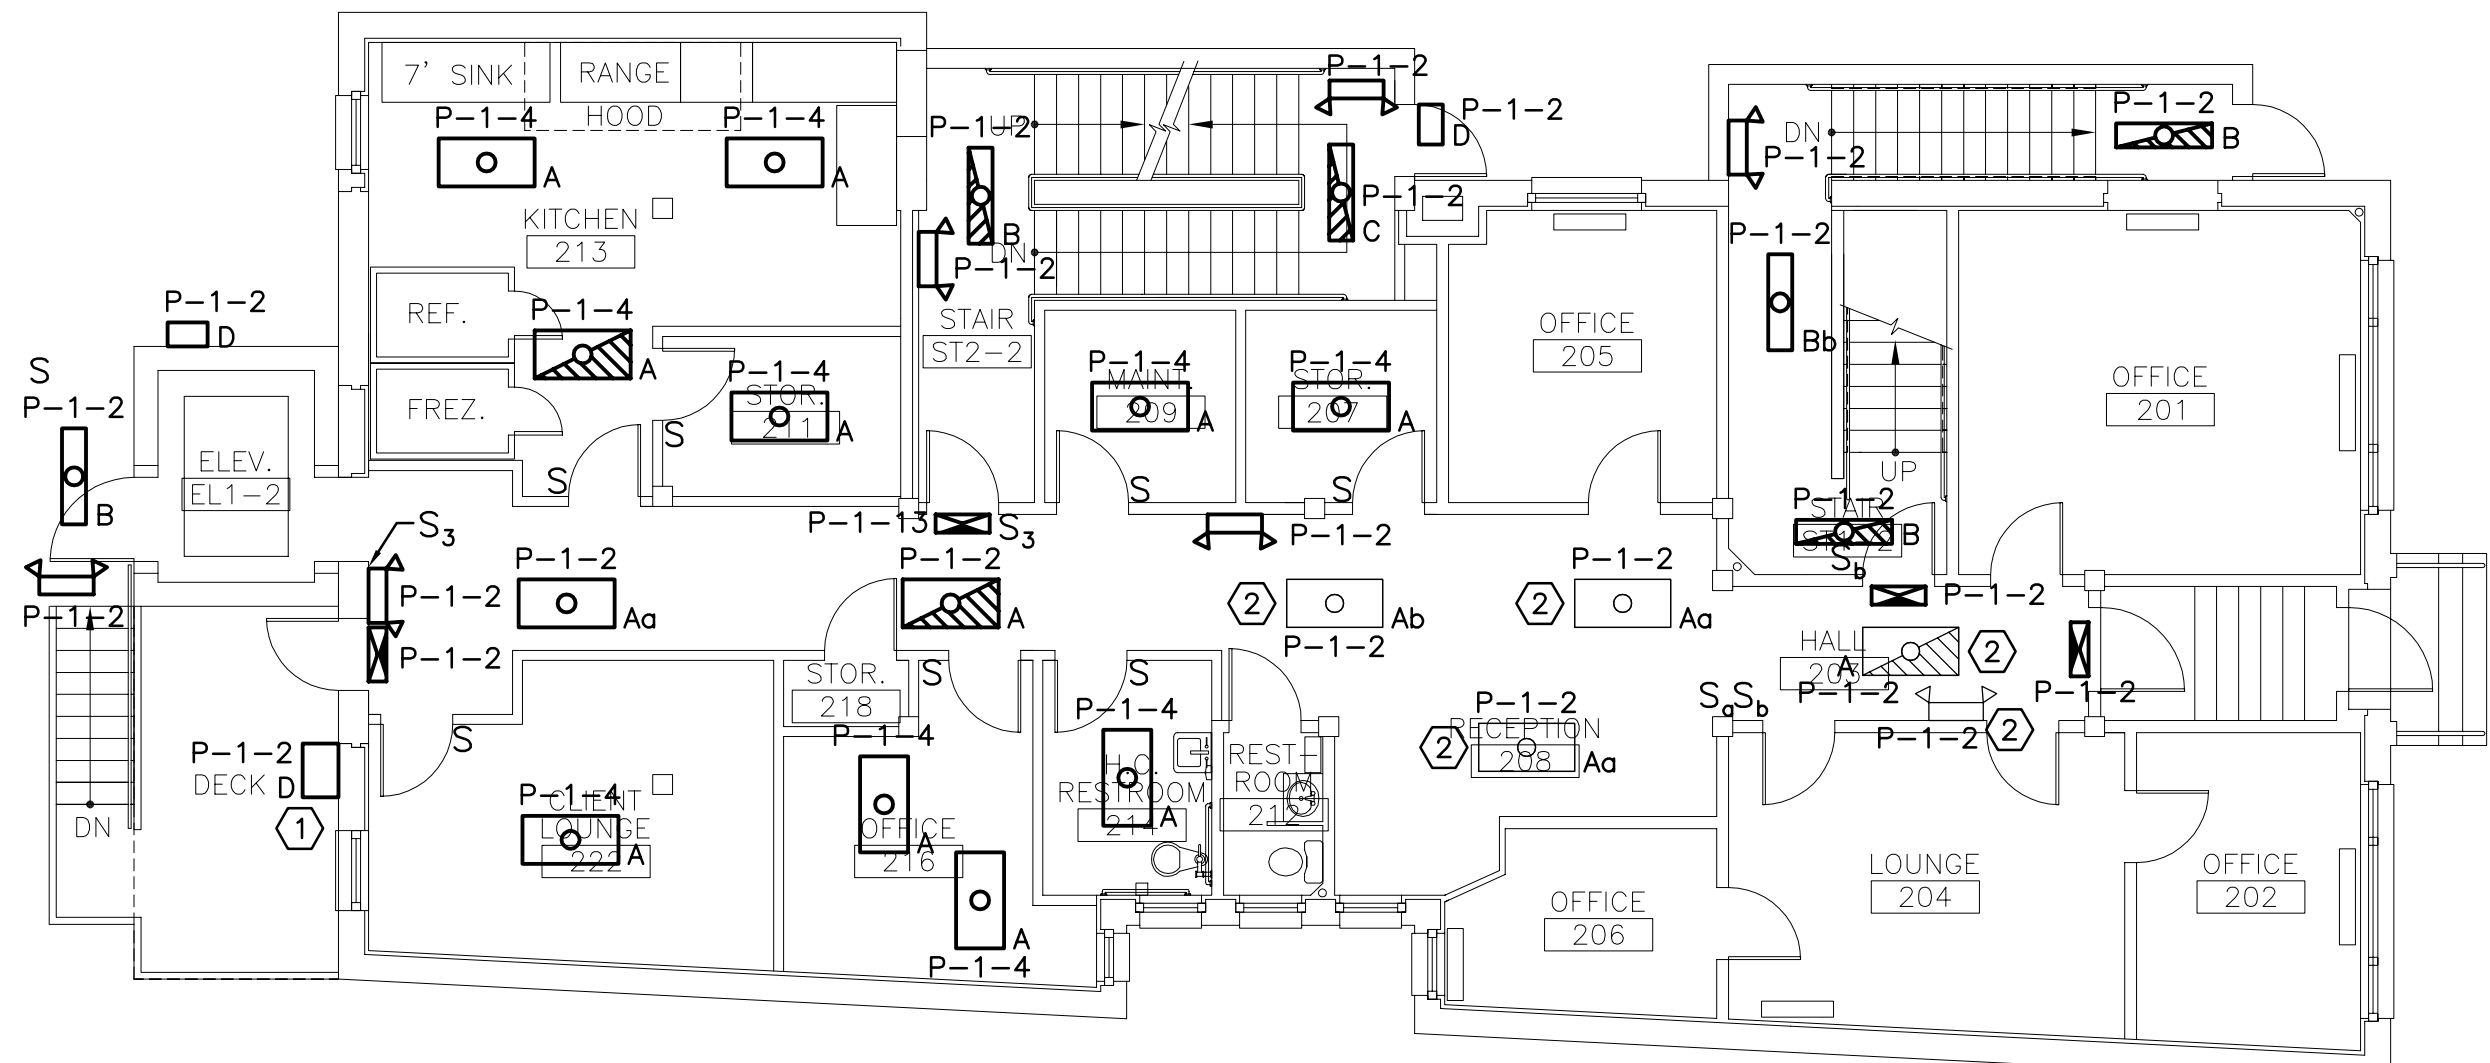 7' SINK
RANGE
HOOD
P-1-4
A
P-1-4
A
KITCHEN
213
REF.
P-1-4
A
FREZ.
P-1-4
STOR.
211
A
S
S
P-1-2
D
S
P-1-2
B
ELEV.
EL1-2
P-1-2
DN
S3
P-1-2
P-1-2
P-1-2
Aa
P-1-2
UP
B
DN
P-1-2
STAIR
ST2-2
P-1-2
P-1-2
D
P-1-2
C
P-1-4
MAINT.
209
A
S
P-1-4
STOR.
207
A
S
P-1-13
S3
P-1-2
P-1-2
A
OFFICE
205
DN
P-1-2
P-1-2
B
P-1-2
Bb
UP
OFFICE
201
P-1-2
STAIR
ST1-2
B
Sb
P-1-2
2
Ab
P-1-2
P-1-2
2
Aa
HALL
203
A
P-1-2
2
P-1-2
P-1-2
2
SaSb
P-1-2
RECEPTION
208
2
Aa
P-1-2
DECK
D
1
S
P-1-4
CLIENT
LOUNGE
222
A
STOR.
218
S
P-1-4
OFFICE
216
A
A
P-1-4
S
P-1-4
H.C.
RESTROOM
214
A
REST-
ROOM
212
OFFICE
206
LOUNGE
204
OFFICE
202